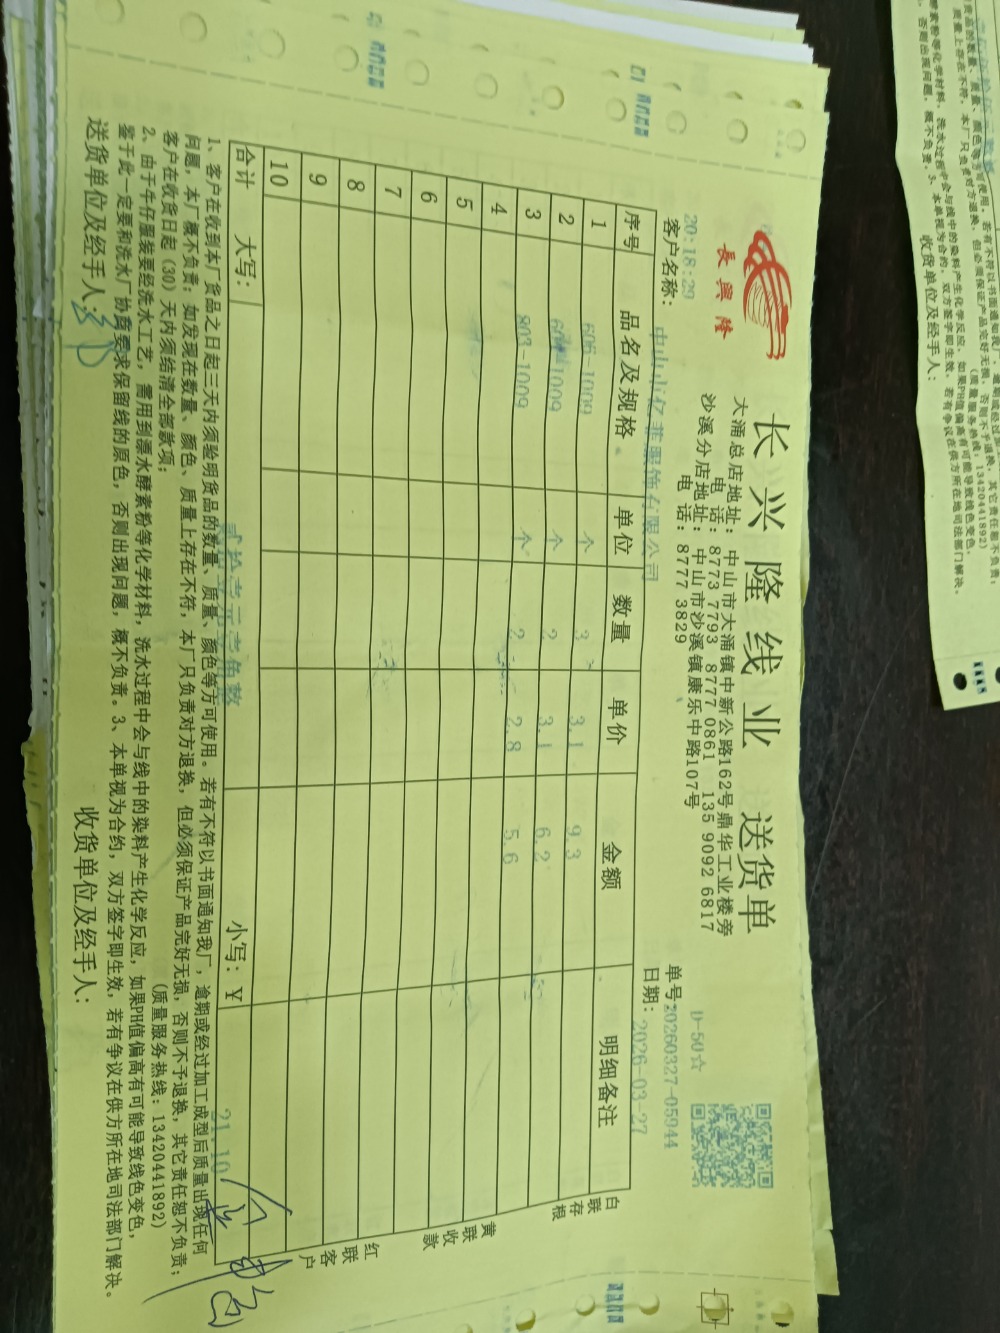 长兴隆线业 送货单
長興隆
大涌总店地址：中山市大涌镇中新公路162号鼎华工业楼旁
电 话：8773 7793 8777 0861 135 9092 6817
沙溪分店地址：中山市沙溪镇康乐中路107号
电 话：8777 3829
D-50☆
单号:20260327-05944
20:18:29
客户名称： 服饰有限公司
日期： 2026-03-27
序号 品名及规格 单位 数量 单价 金额 明细备注
1 606-1009 个 3 3.1 9.3
2 个 2 3.1 6.2
3 803-1009 个 2 2.8 5.6
4
5
6
7
8
9
10
合计 大写： 小写：￥ 21.10
白联存根
黄联收款
红联客户
1、客户在收到本厂货品之日起三天内须验明货品的数量、质量、颜色等方可使用。若有不符以书面通知我厂，逾期或经过加工成型后质量出现任何
问题，本厂概不负责；如发现在数量、颜色、质量上存在不符，本厂只负责对方退换，但必须保证产品完好无损，否则不予退换，其它责任恕不负责；
客户在收货日起（30）天内须结清全部款项； （质量服务热线：13420441892）
2、由于牛仔服装要经洗水工艺，需用到漂水酵素粉等化学材料，洗水过程中会与线中的染料产生化学反应，如果PH值偏高有可能导致线色变色，
鉴于此一定要和洗水厂协商要求保留线的原色，否则出现问题，概不负责。3、本单视为合约，双方签字即生效，若有争议在供方所在地司法部门解决。
送货单位及经手人： 收货单位及经手人：
收货单位及经手人：